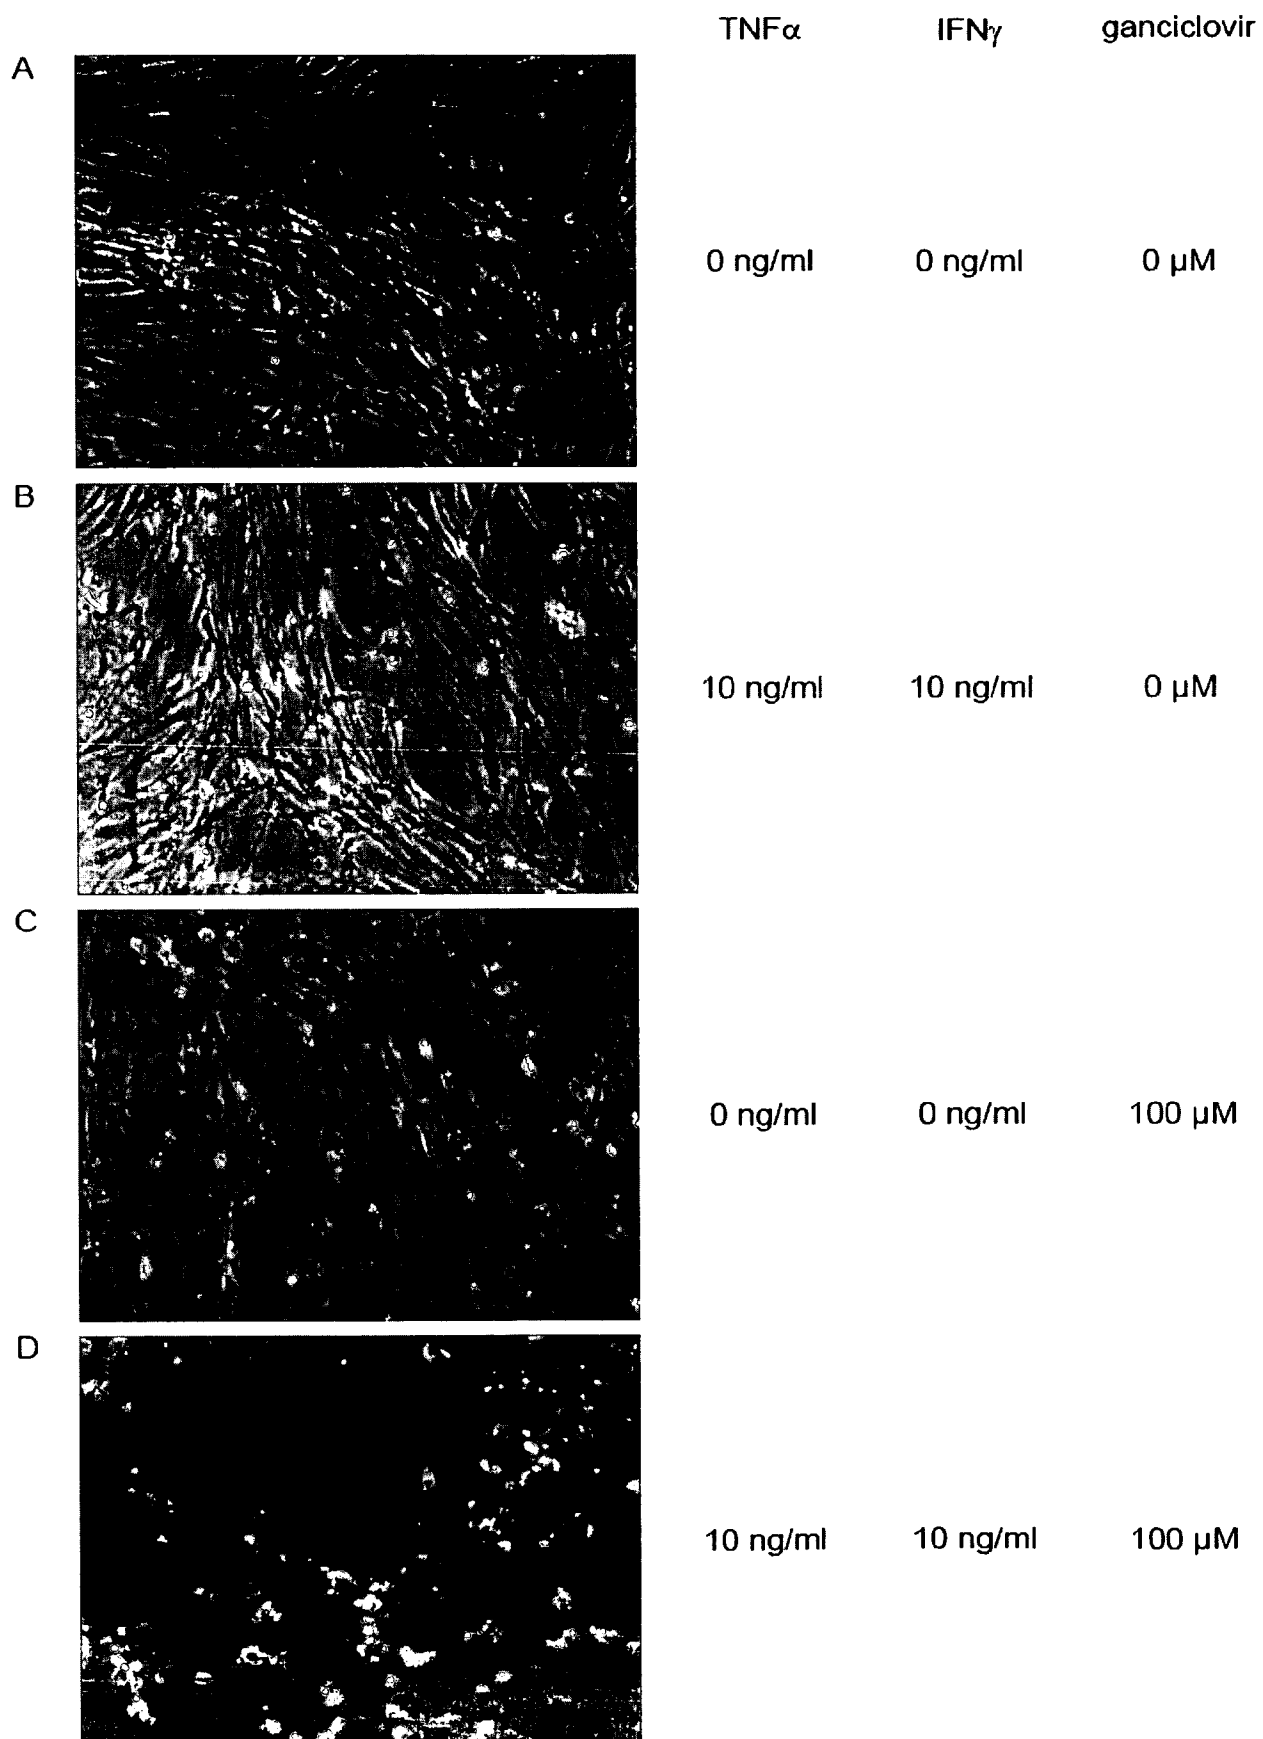 TNFα IFNγ ganciclovir
A
0 ng/ml 0 ng/ml 0 µM
B
10 ng/ml 10 ng/ml 0 µM
C
0 ng/ml 0 ng/ml 100 µM
D
10 ng/ml 10 ng/ml 100 µM